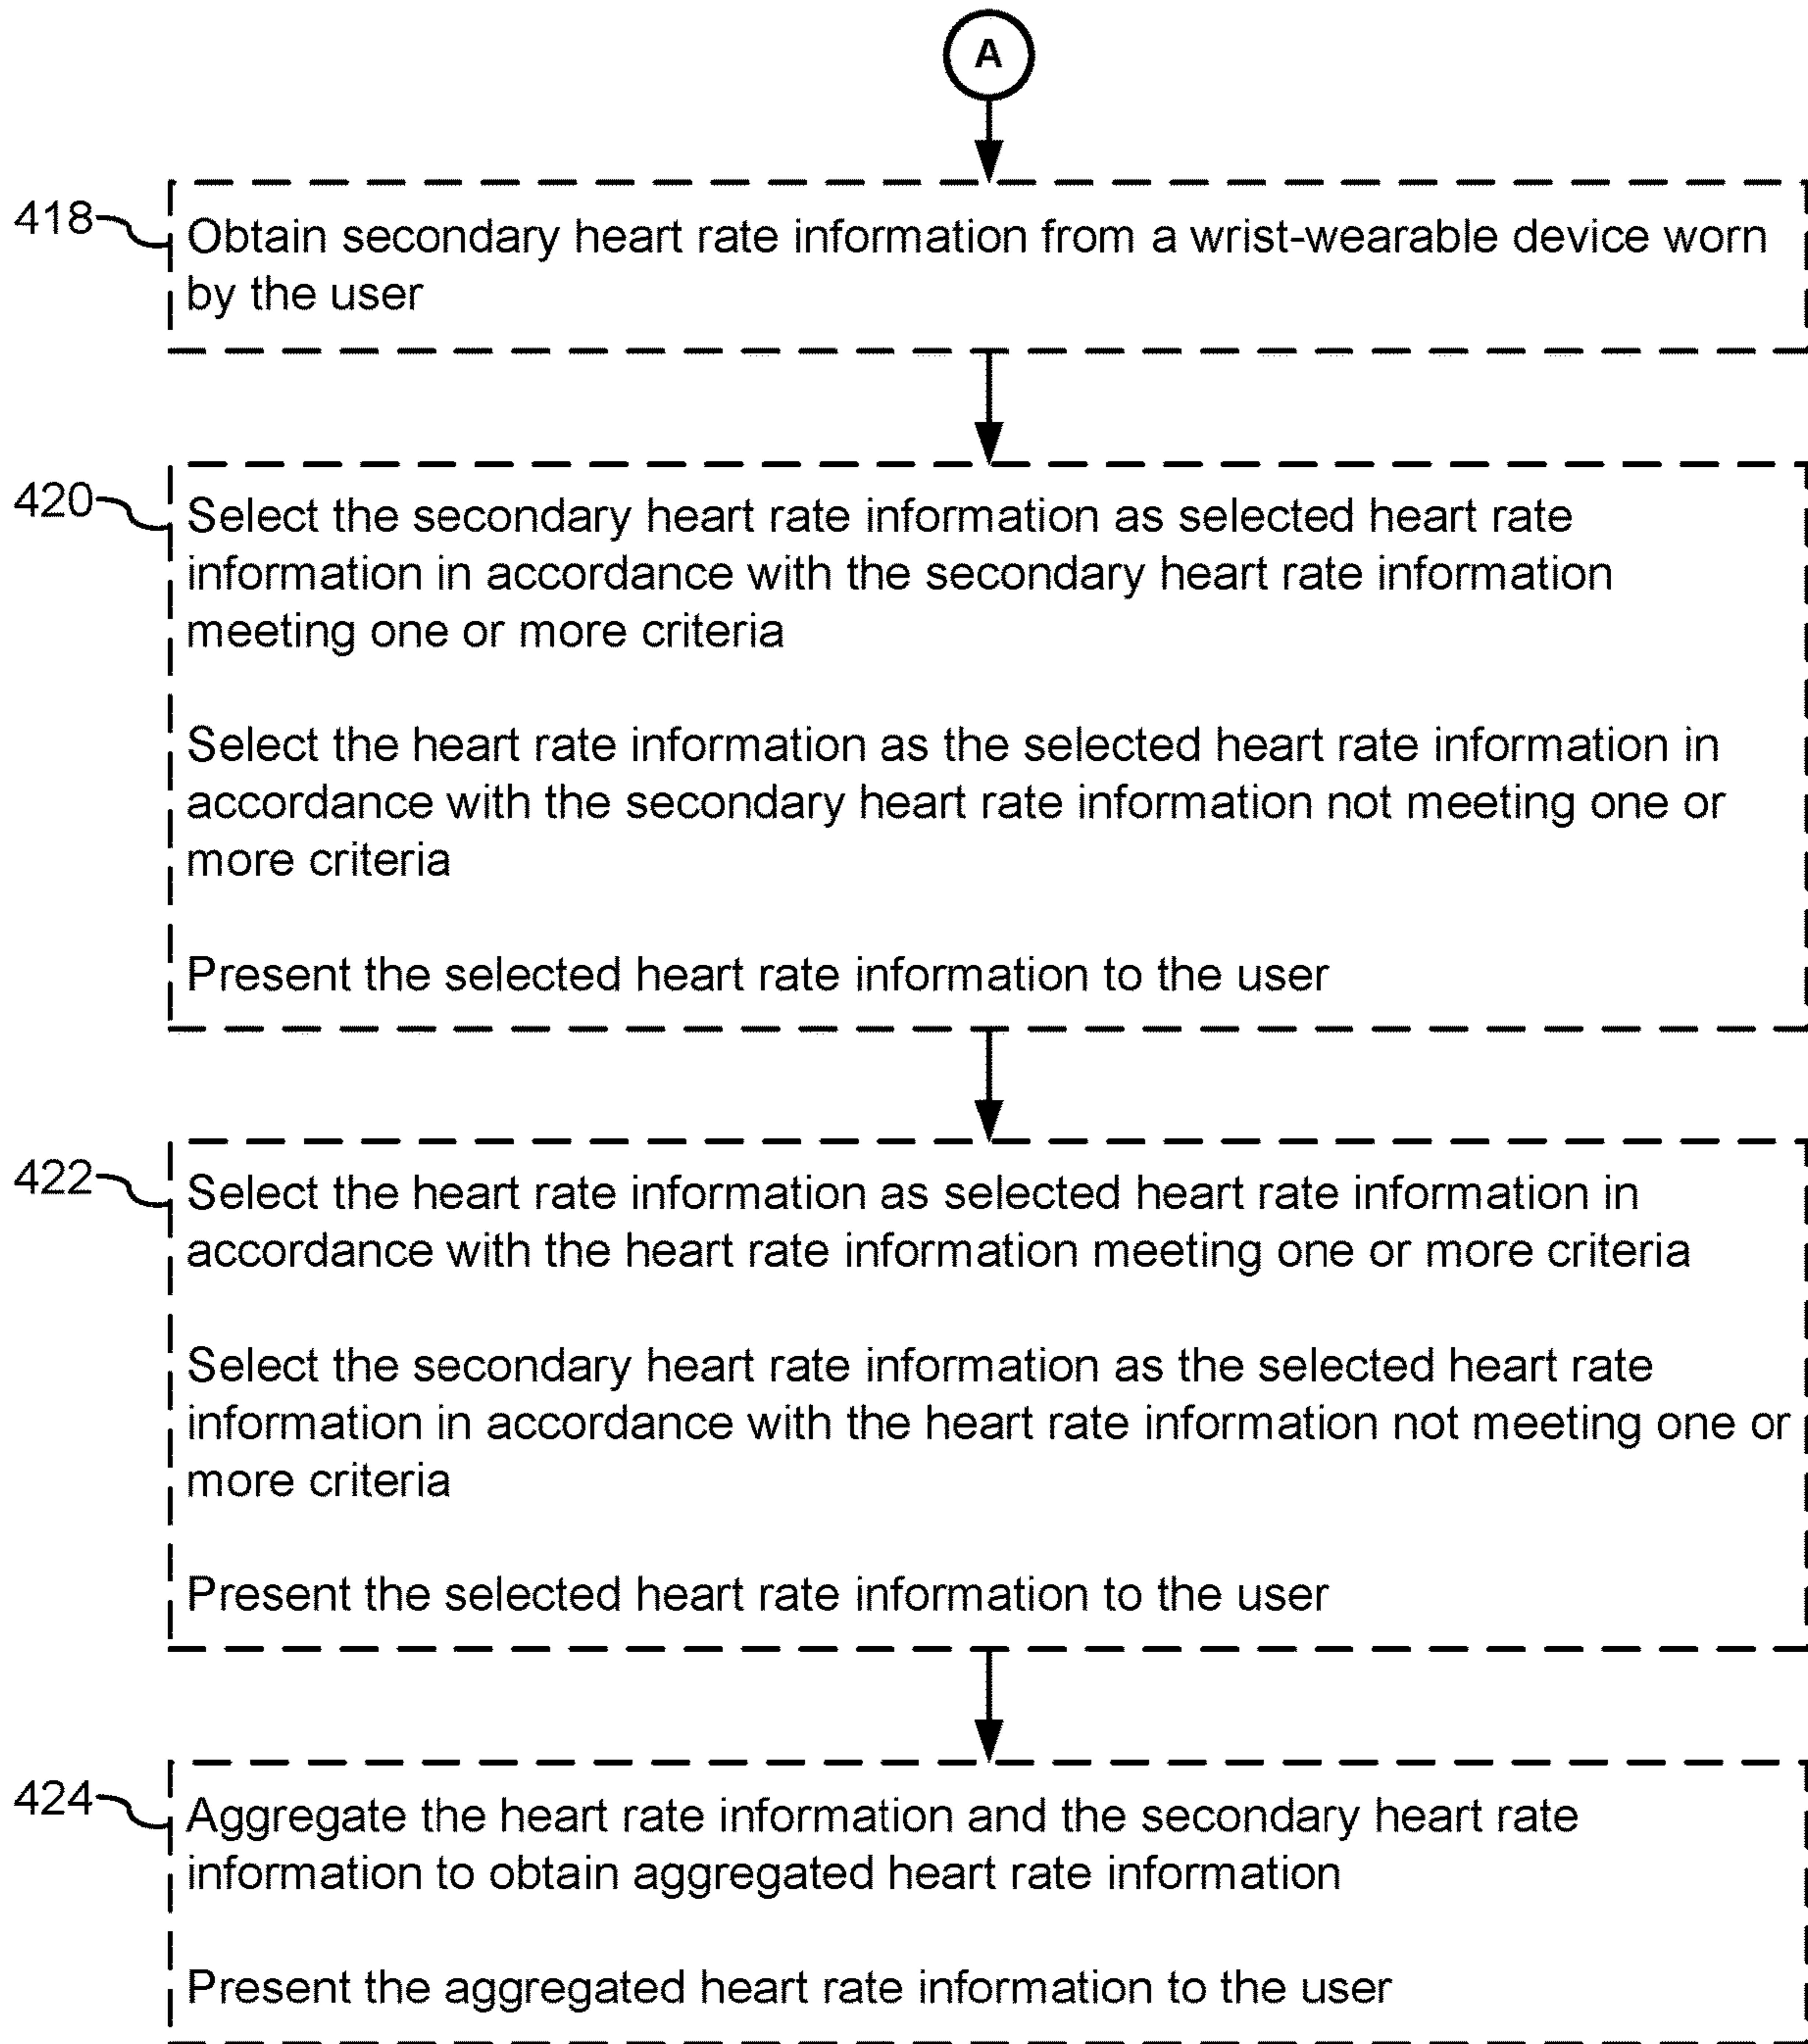 A
418
Obtain secondary heart rate information from a wrist-wearable device worn
by the user
420
Select the secondary heart rate information as selected heart rate
information in accordance with the secondary heart rate information
meeting one or more criteria
Select the heart rate information as the selected heart rate information in
accordance with the secondary heart rate information not meeting one or
more criteria
Present the selected heart rate information to the user
422
Select the heart rate information as selected heart rate information in
accordance with the heart rate information meeting one or more criteria
Select the secondary heart rate information as the selected heart rate
information in accordance with the heart rate information not meeting one or
more criteria
Present the selected heart rate information to the user
424
Aggregate the heart rate information and the secondary heart rate
information to obtain aggregated heart rate information
Present the aggregated heart rate information to the user